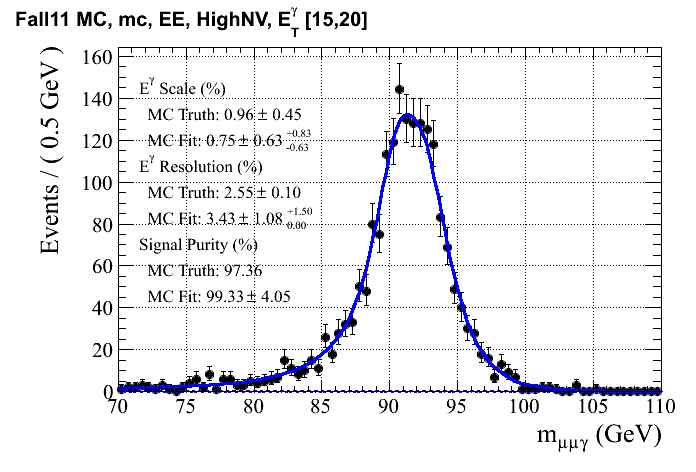 Fall11 MC, mc, EE, HighNV, E_T^γ [15,20]
Events / ( 0.5 GeV )
160
140
120
100
80
60
40
20
0
E^γ Scale (%)
MC Truth: 0.96 ± 0.45
MC Fit: 0.75 ± 0.63 +0.83 -0.63
E^γ Resolution (%)
MC Truth: 2.55 ± 0.10
MC Fit: 3.43 ± 1.08 +1.50 0.00
Signal Purity (%)
MC Truth: 97.36
MC Fit: 99.33 ± 4.05
70 75 80 85 90 95 100 105 110
m_μμγ (GeV)